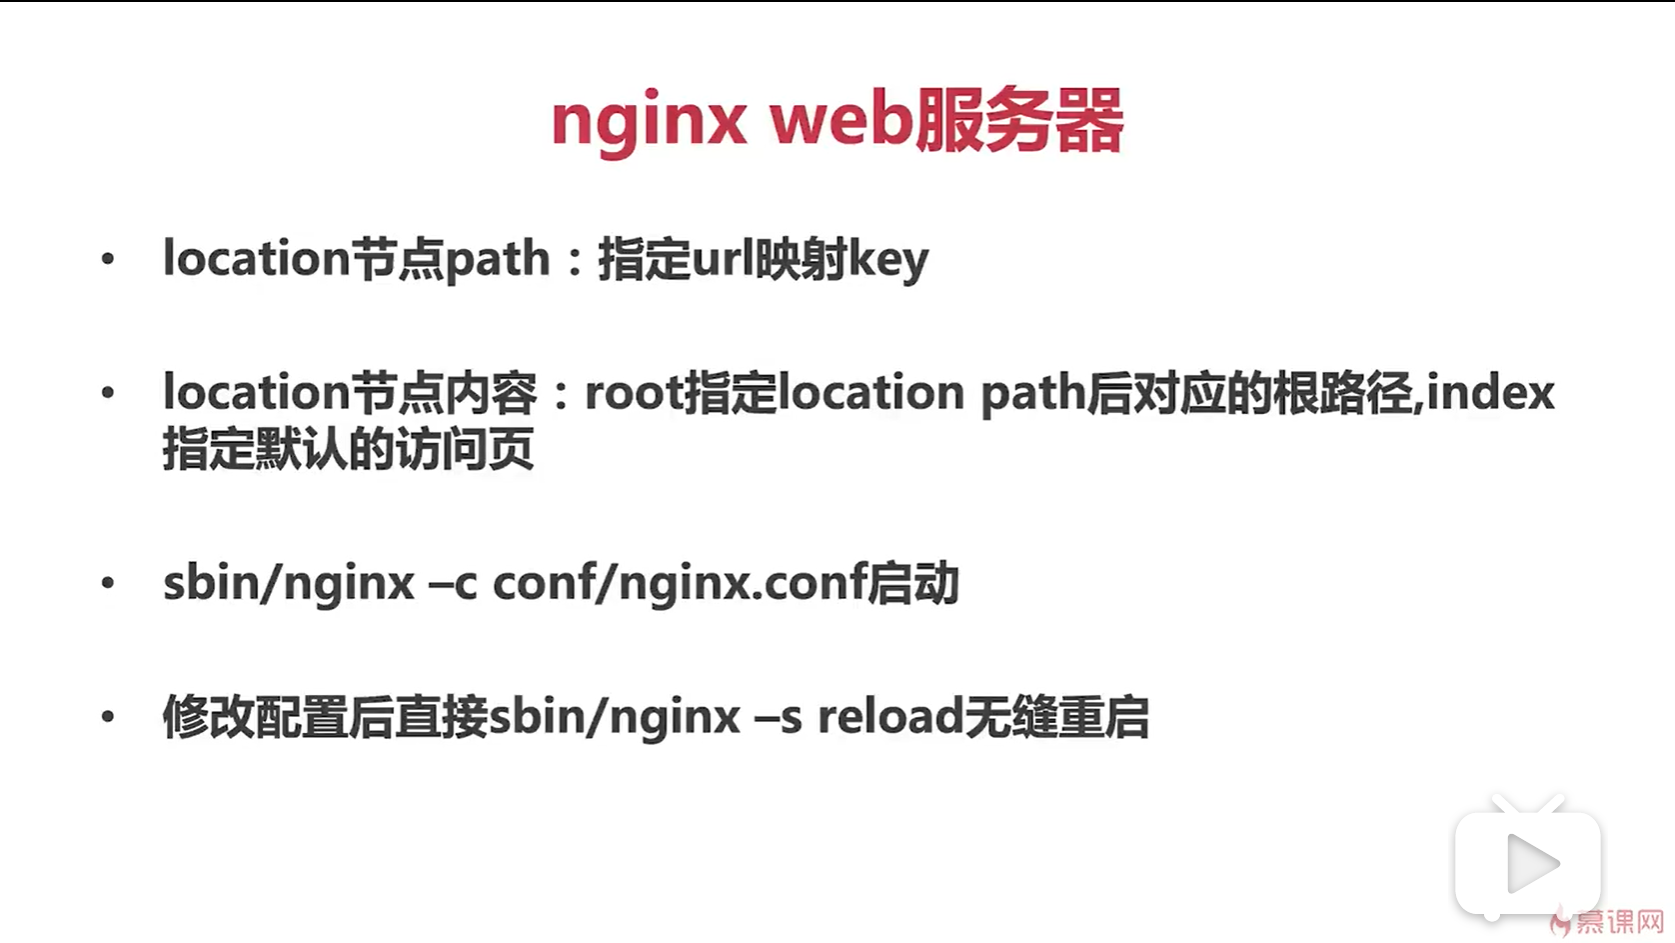 nginx web服务器
• location节点path：指定url映射key
• location节点内容：root指定location path后对应的根路径,index
指定默认的访问页
• sbin/nginx –c conf/nginx.conf启动
• 修改配置后直接sbin/nginx –s reload无缝重启
慕课网